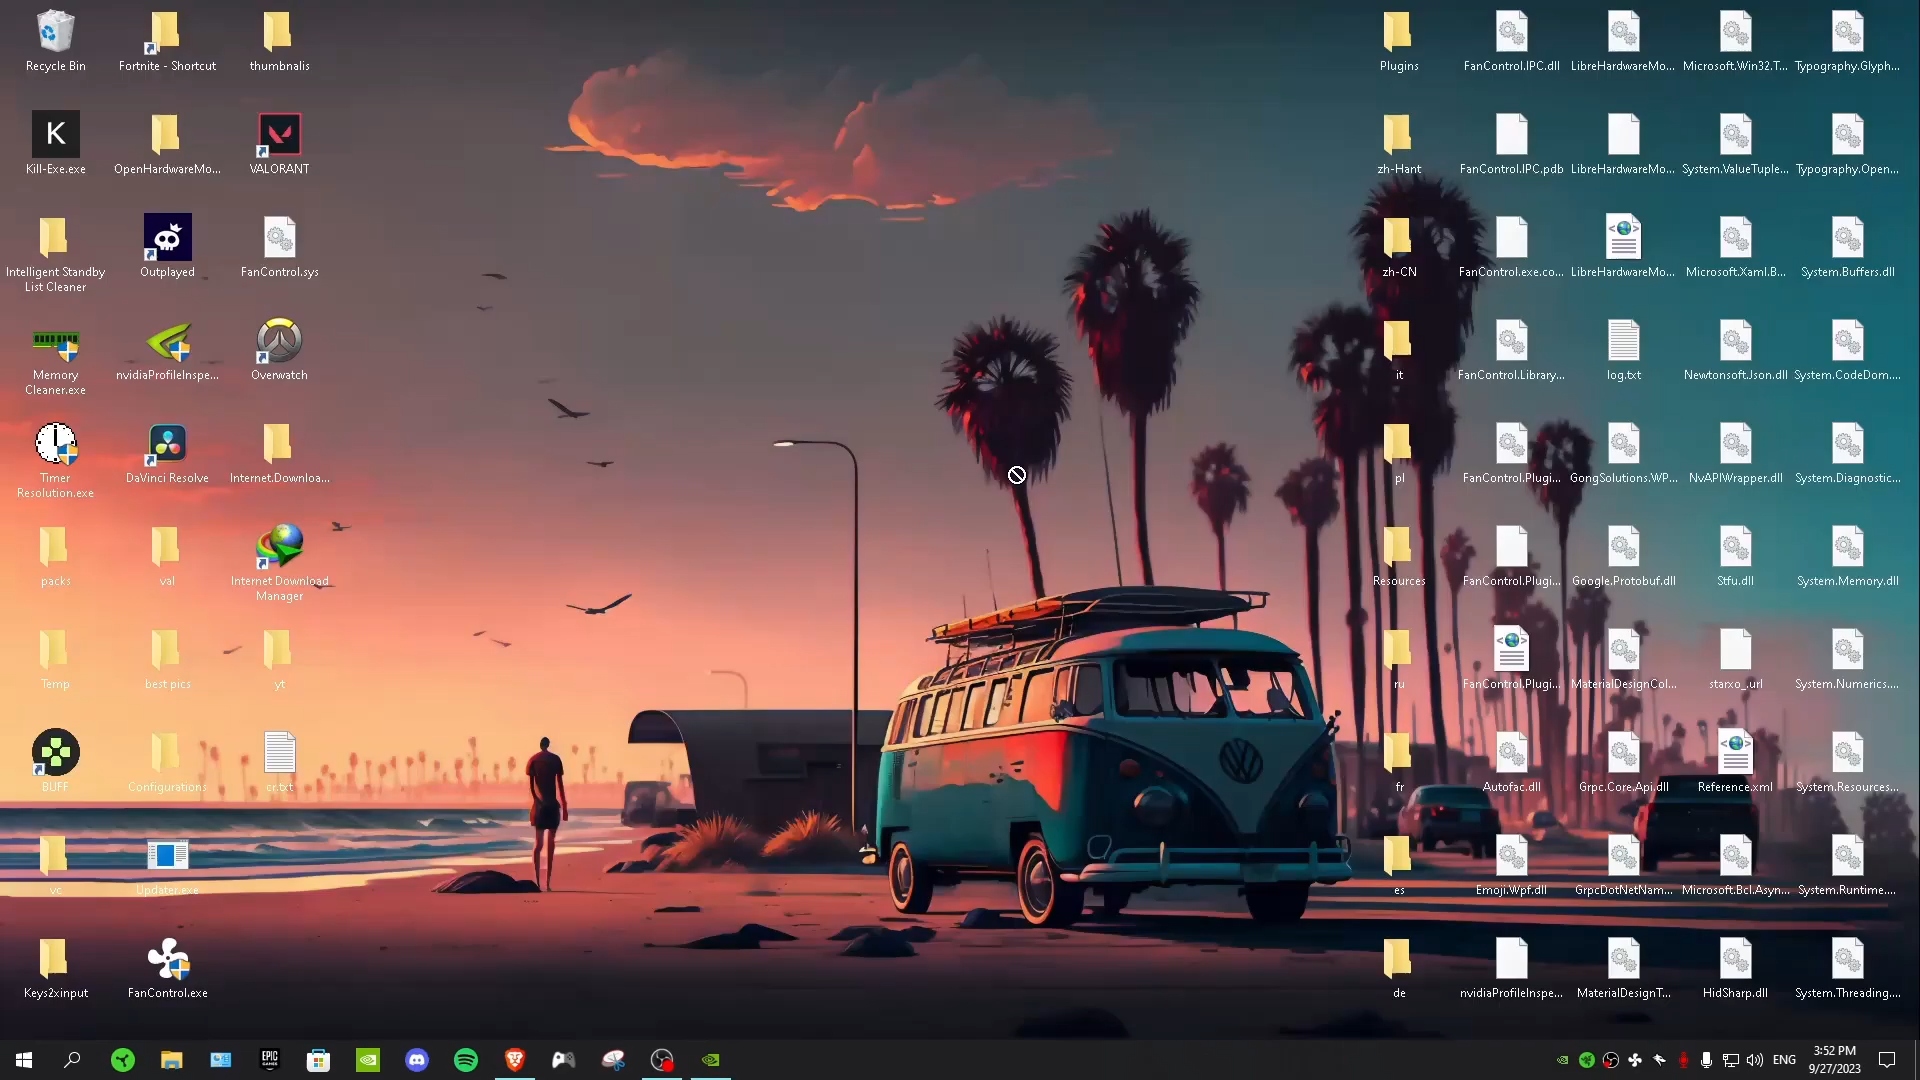 Recycle Bin
Fortnite - Shortcut
thumbnalis
K
Kill-Exe.exe
OpenHardwareMo...
VALORANT
Intelligent Standby
List Cleaner
Outplayed
FanControl.sys
Memory
Cleaner.exe
nvidiaProfileInspe...
Overwatch
Timer
Resolution.exe
DaVinci Resolve
Internet.Downloa...
packs
val
Internet Download
Manager
Temp
best pics
yt
BUFF
Configurations
cr.txt
vc
Updater.exe
Keys2xinput
FanControl.exe
Plugins
FanControl.IPC.dll
LibreHardwareMo...
Microsoft.Win32.T...
Typography.Glyph...
zh-Hant
FanControl.IPC.pdb
LibreHardwareMo...
System.ValueTuple...
Typography.Open...
zh-CN
FanControl.exe.co...
LibreHardwareMo...
Microsoft.Xaml.B...
System.Buffers.dll
it
FanControl.Library...
log.txt
Newtonsoft.Json.dll
System.CodeDom....
pl
FanControl.Plugi...
GongSolutions.WP...
NvAPIWrapper.dll
System.Diagnostic...
Resources
FanControl.Plugi...
Google.Protobuf.dll
Stfu.dll
System.Memory.dll
ru
FanControl.Plugi...
MaterialDesignCol...
starxo_.url
System.Numerics....
fr
Autofac.dll
Grpc.Core.Api.dll
Reference.xml
System.Resources...
es
Emoji.Wpf.dll
GrpcDotNetNam...
Microsoft.Bcl.Asyn...
System.Runtime....
de
nvidiaProfileInspe...
MaterialDesignT...
HidSharp.dll
System.Threading....
EPIC
GAMES
ENG
3:52 PM
9/27/2023